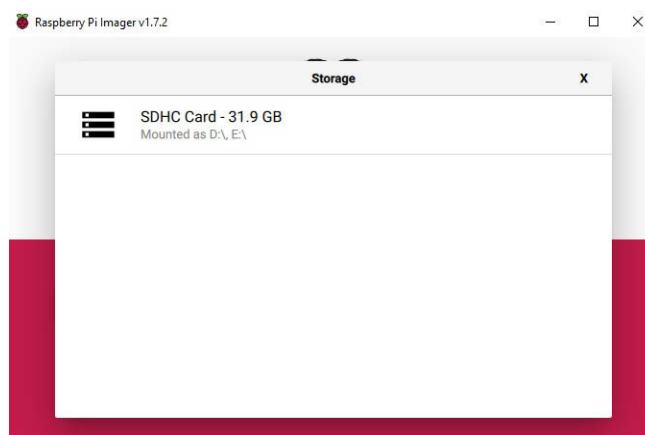 Raspberry Pi Imager v1.7.2
Storage X
SDHC Card - 31.9 GB
Mounted as D:\, E:\